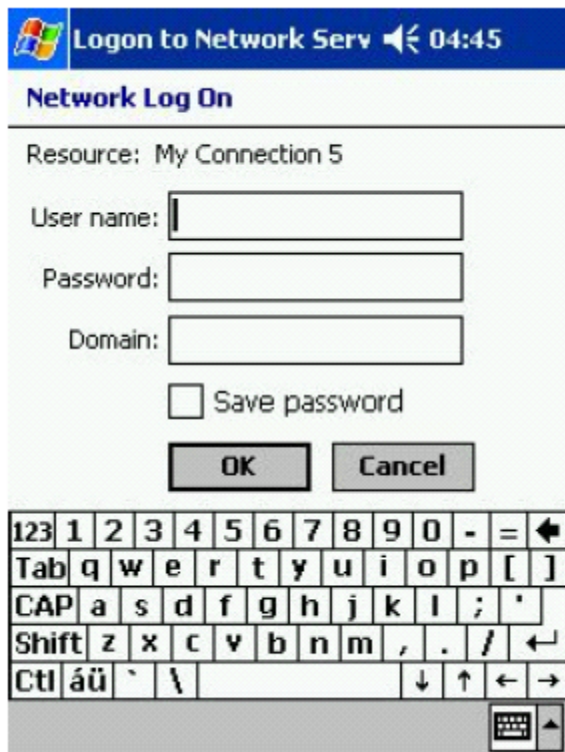 Logon to Network Serv 04:45
Network Log On
Resource: My Connection 5
User name:
Password:
Domain:
Save password
OK Cancel
123 1 2 3 4 5 6 7 8 9 0 - =
Tab q w e r t y u i o p [ ]
CAP a s d f g h j k l ; '
Shift z x c v b n m , . /
Ctl áü ` \